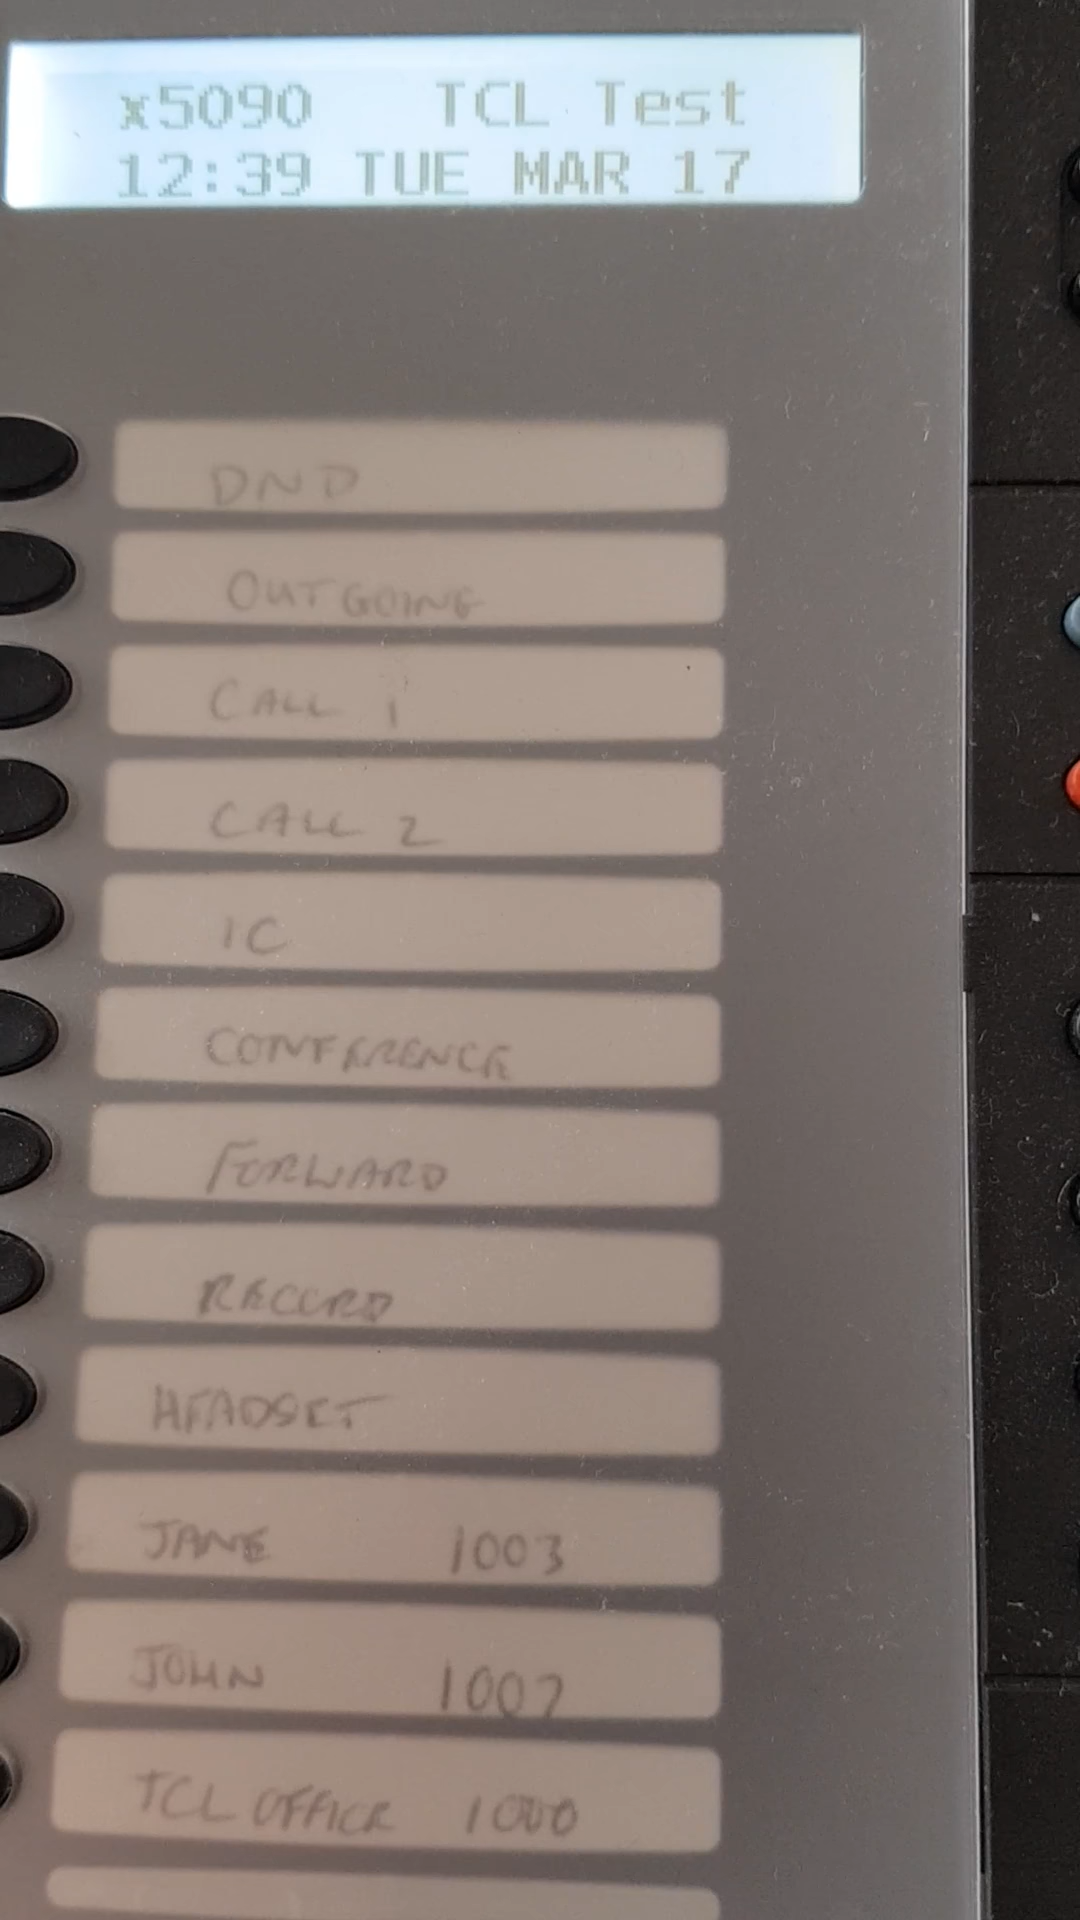 x5090 TCL Test
12:39 TUE MAR 17
DND
OUTGOING
CALL 1
CALL 2
IC
CONFERENCE
FORWARD
RECORD
HEADSET
JANE 1003
JOHN 1007
TCL OFFICE 1000